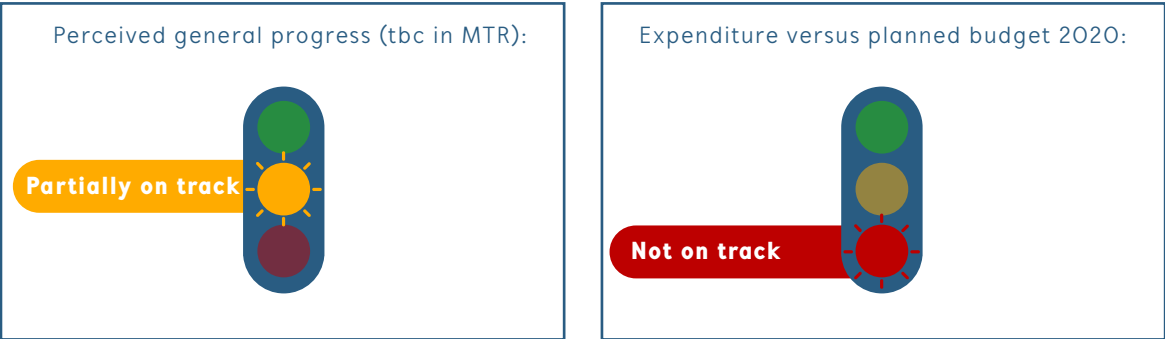 Perceived general progress (tbc in MTR):
Partially on track
Expenditure versus planned budget 2020:
Not on track